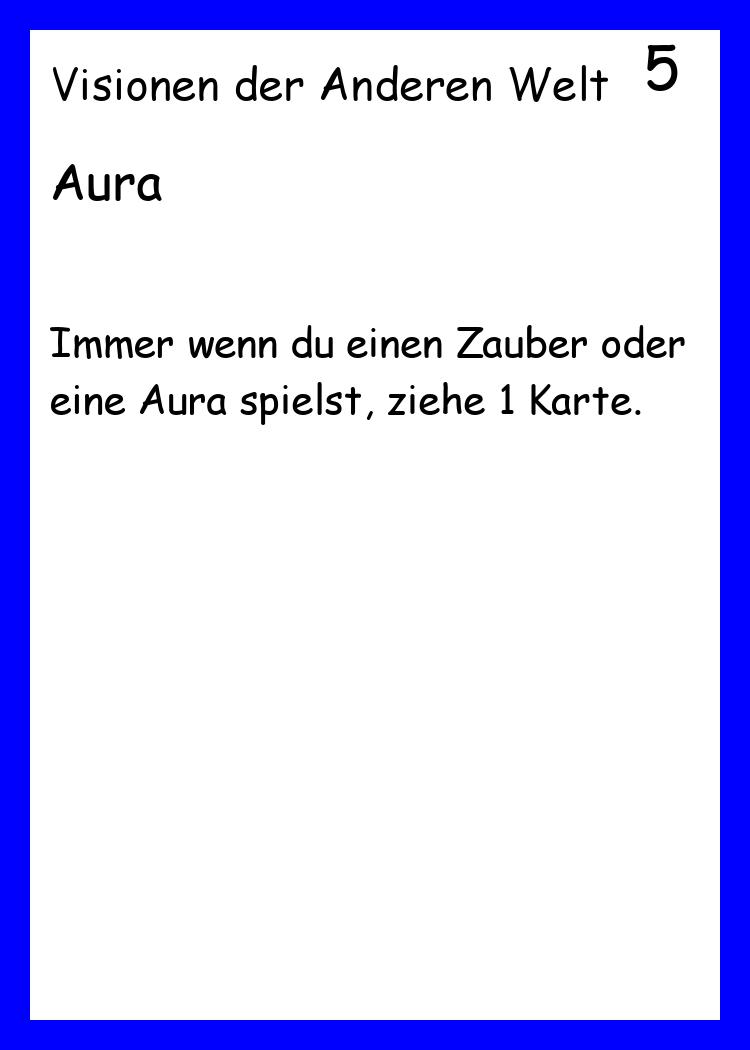 Visionen der Anderen Welt 5
Aura
Immer wenn du einen Zauber oder
eine Aura spielst, ziehe 1 Karte.